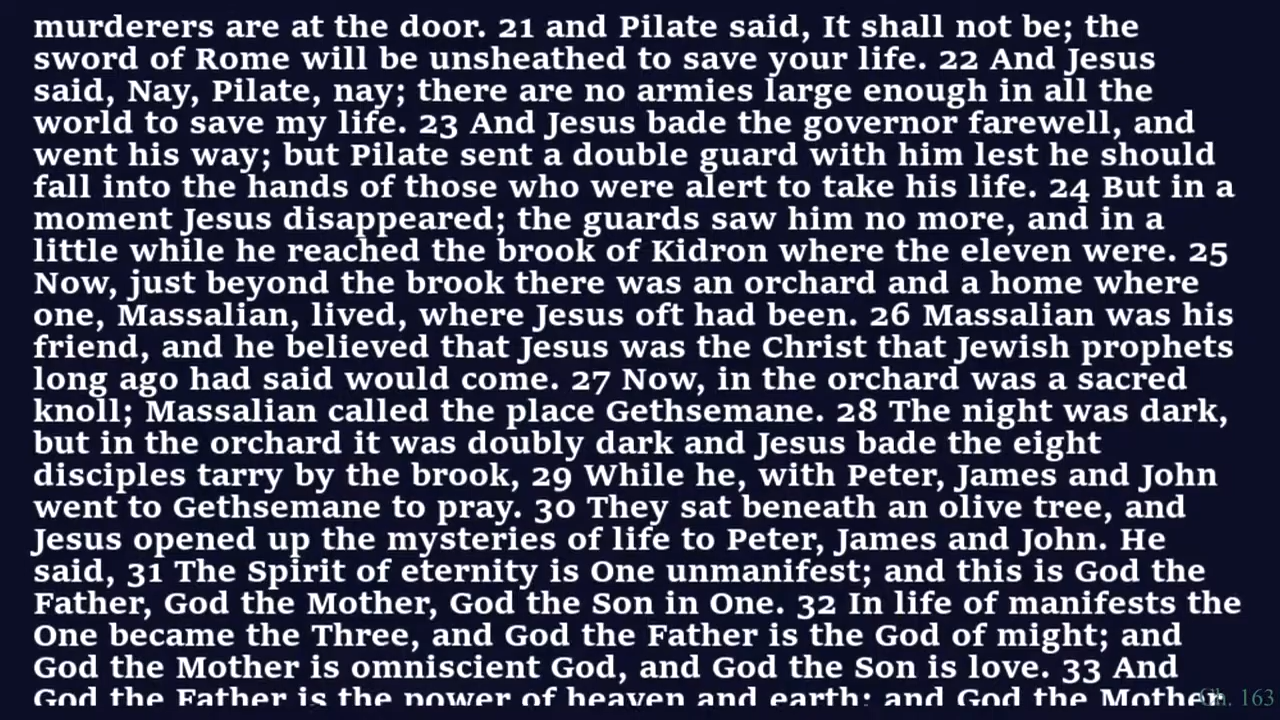 murderers are at the door. 21 and Pilate said, It shall not be; the
sword of Rome will be unsheathed to save your life. 22 And Jesus
said, Nay, Pilate, nay; there are no armies large enough in all the
world to save my life. 23 And Jesus bade the governor farewell, and
went his way; but Pilate sent a double guard with him lest he should
fall into the hands of those who were alert to take his life. 24 But in a
moment Jesus disappeared; the guards saw him no more, and in a
little while he reached the brook of Kidron where the eleven were. 25
Now, just beyond the brook there was an orchard and a home where
one, Massalian, lived, where Jesus oft had been. 26 Massalian was his
friend, and he believed that Jesus was the Christ that Jewish prophets
long ago had said would come. 27 Now, in the orchard was a sacred
knoll; Massalian called the place Gethsemane. 28 The night was dark,
but in the orchard it was doubly dark and Jesus bade the eight
disciples tarry by the brook, 29 While he, with Peter, James and John
went to Gethsemane to pray. 30 They sat beneath an olive tree, and
Jesus opened up the mysteries of life to Peter, James and John. He
said, 31 The Spirit of eternity is One unmanifest; and this is God the
Father, God the Mother, God the Son in One. 32 In life of manifests the
One became the Three, and God the Father is the God of might; and
God the Mother is omniscient God, and God the Son is love. 33 And
God the Father is the power of heaven and earth; and God the Mother
Ch. 163